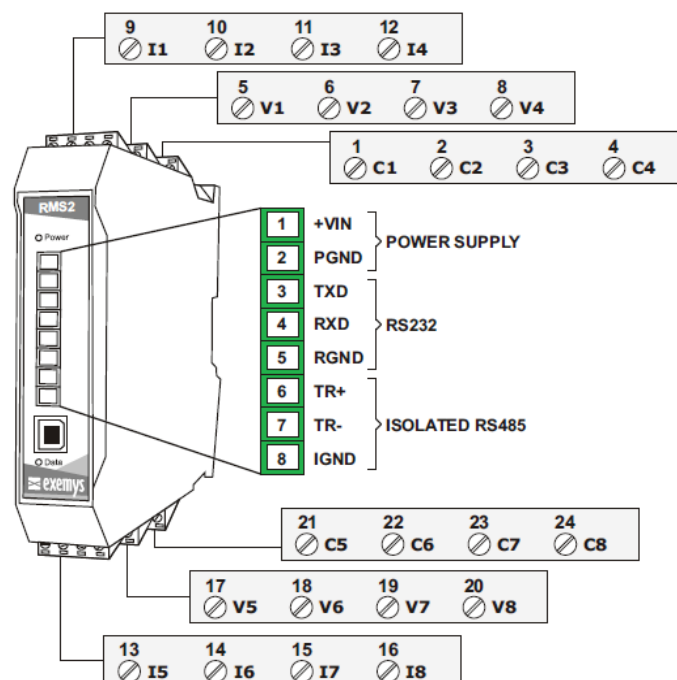 9 10 11 12
I1 I2 I3 I4
5 6 7 8
V1 V2 V3 V4
1 2 3 4
C1 C2 C3 C4
RMS2
Power
1 +VIN
2 PGND
POWER SUPPLY
3 TXD
4 RXD
5 RGND
RS232
6 TR+
7 TR-
8 IGND
ISOLATED RS485
Data
exemys
21 22 23 24
C5 C6 C7 C8
17 18 19 20
V5 V6 V7 V8
13 14 15 16
I5 I6 I7 I8